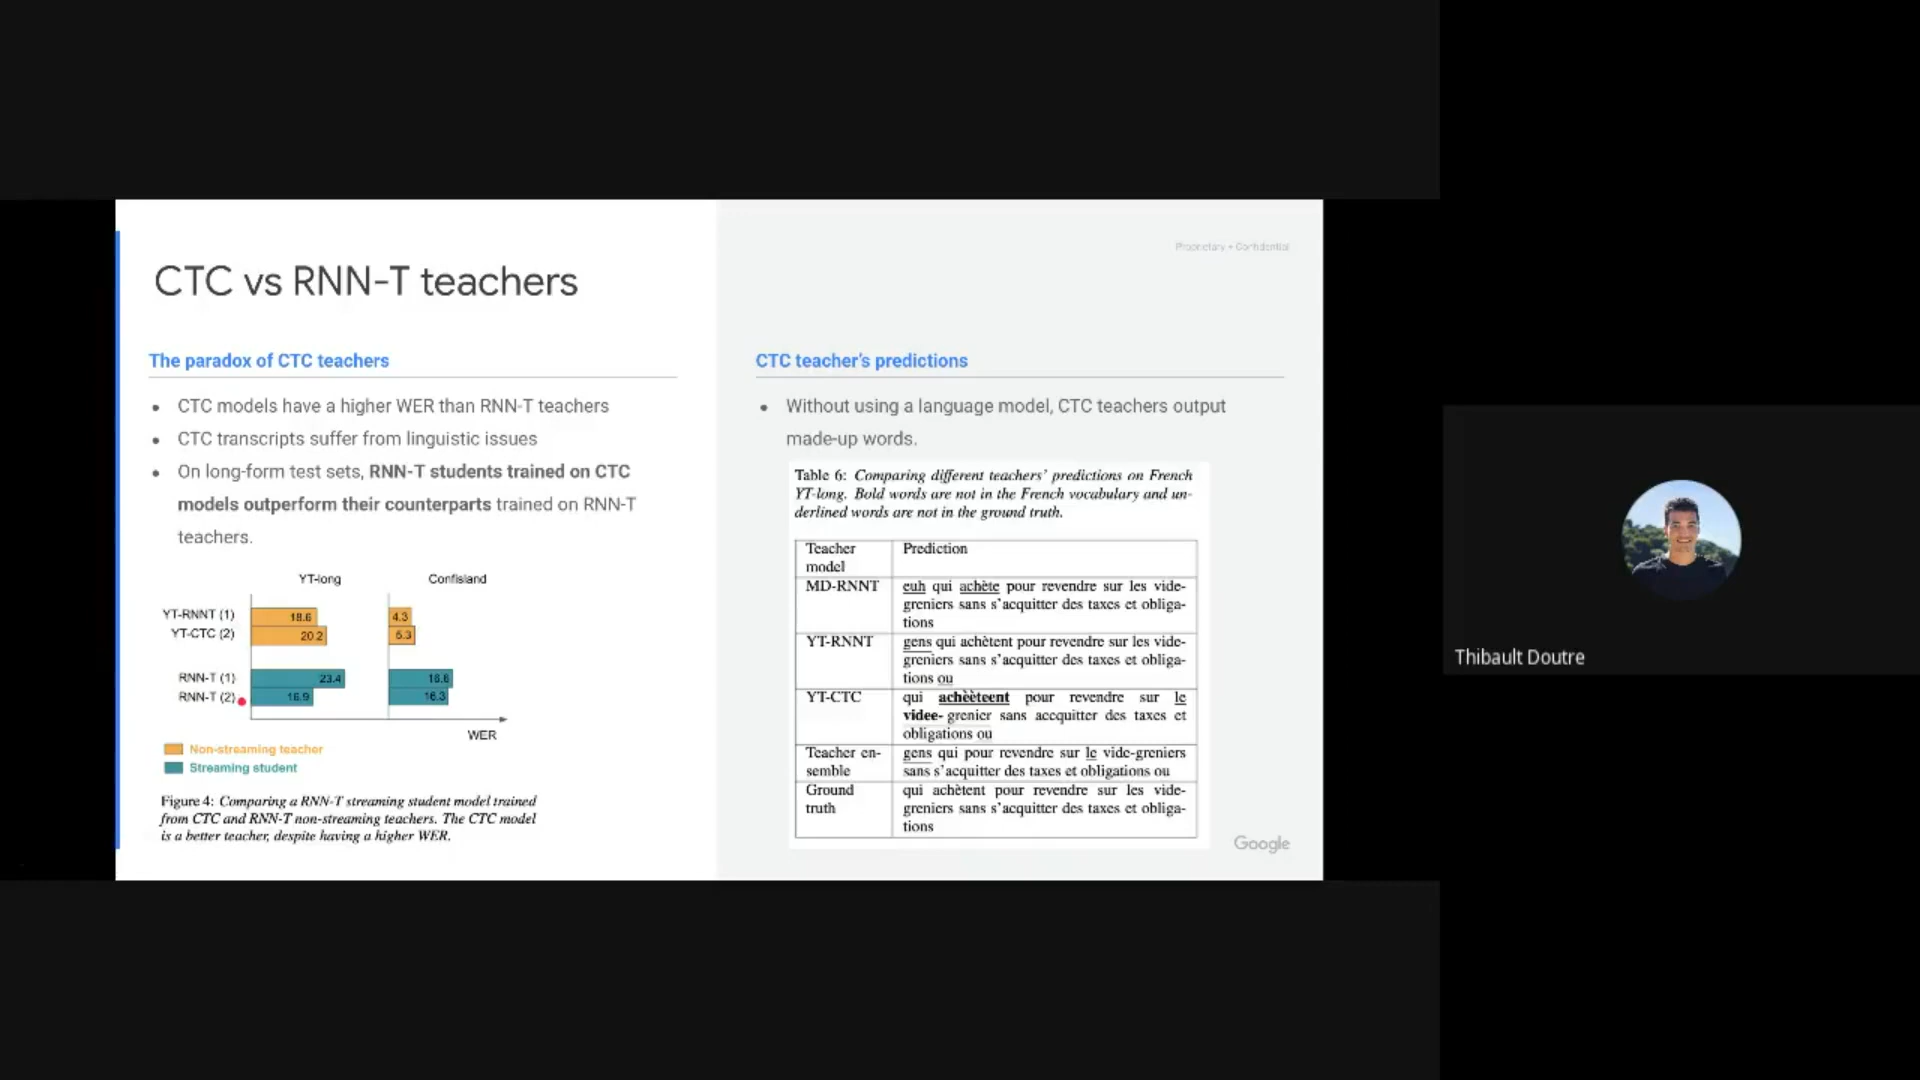 Proprietary + Confidential
CTC vs RNN-T teachers
The paradox of CTC teachers
• CTC models have a higher WER than RNN-T teachers
• CTC transcripts suffer from linguistic issues
• On long-form test sets, RNN-T students trained on CTC
models outperform their counterparts trained on RNN-T
teachers.
YT-long Confisland
YT-RNNT (1) 18.6 4.3
YT-CTC (2) 20.2 5.3
RNN-T (1) 23.4 18.6
RNN-T (2) 16.9 16.3
WER
Non-streaming teacher
Streaming student
Figure 4: Comparing a RNN-T streaming student model trained
from CTC and RNN-T non-streaming teachers. The CTC model
is a better teacher, despite having a higher WER.
CTC teacher's predictions
• Without using a language model, CTC teachers output
made-up words.
Table 6: Comparing different teachers' predictions on French
YT-long. Bold words are not in the French vocabulary and un-
derlined words are not in the ground truth.
Teacher Prediction
model
MD-RNNT euh qui achète pour revendre sur les vide-
greniers sans s'acquitter des taxes et obliga-
tions
YT-RNNT gens qui achètent pour revendre sur les vide-
greniers sans s'acquitter des taxes et obliga-
tions ou
YT-CTC qui achèèteent pour revendre sur le
videe- grenier sans accquitter des taxes et
obligations ou
Teacher en- gens qui pour revendre sur le vide-greniers
semble sans s'acquitter des taxes et obligations ou
Ground qui achètent pour revendre sur les vide-
truth greniers sans s'acquitter des taxes et obliga-
tions
Google
Thibault Doutre